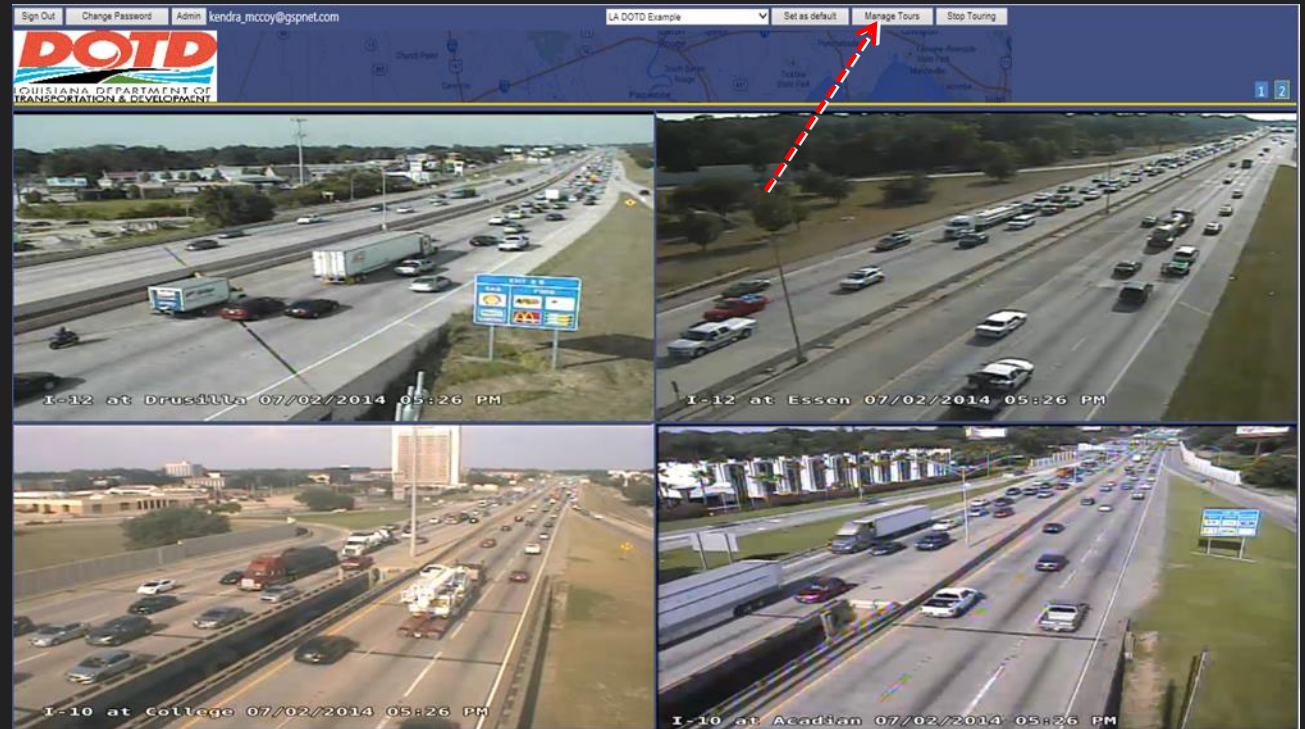 Sign Out Change Password Admin kendra_mccoy@gspnet.com LA DOTD Example Set as default Manage Tours Stop Touring
DOTD
LOUISIANA DEPARTMENT OF
TRANSPORTATION & DEVELOPMENT
1 2
I-12 at Drusilla 07/02/2014 05:26 PM
I-12 at Essen 07/02/2014 05:26 PM
I-10 at College 07/02/2014 05:26 PM
I-10 at Acadian 07/02/2014 05:26 PM